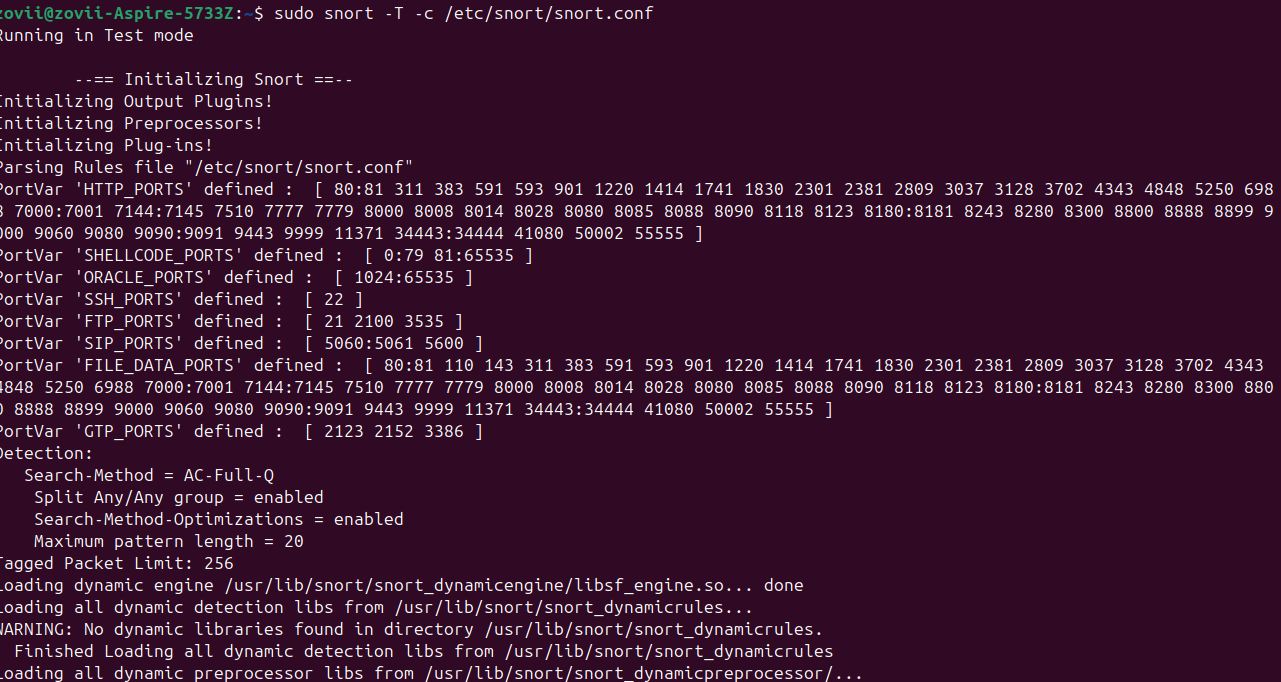 zovii@zovii-Aspire-5733Z:~$ sudo snort -T -c /etc/snort/snort.conf
Running in Test mode
--== Initializing Snort ==--
Initializing Output Plugins!
Initializing Preprocessors!
Initializing Plug-ins!
Parsing Rules file "/etc/snort/snort.conf"
PortVar 'HTTP_PORTS' defined :  [ 80:81 311 383 591 593 901 1220 1414 1741 1830 2301 2381 2809 3037 3128 3702 4343 4848 5250 698
8 7000:7001 7144:7145 7510 7777 7779 8000 8008 8014 8028 8080 8085 8088 8090 8118 8123 8180:8181 8243 8280 8300 8800 8888 8899 9
000 9060 9080 9090:9091 9443 9999 11371 34443:34444 41080 50002 55555 ]
PortVar 'SHELLCODE_PORTS' defined :  [ 0:79 81:65535 ]
PortVar 'ORACLE_PORTS' defined :  [ 1024:65535 ]
PortVar 'SSH_PORTS' defined :  [ 22 ]
PortVar 'FTP_PORTS' defined :  [ 21 2100 3535 ]
PortVar 'SIP_PORTS' defined :  [ 5060:5061 5600 ]
PortVar 'FILE_DATA_PORTS' defined :  [ 80:81 110 143 311 383 591 593 901 1220 1414 1741 1830 2301 2381 2809 3037 3128 3702 4343
4848 5250 6988 7000:7001 7144:7145 7510 7777 7779 8000 8008 8014 8028 8080 8085 8088 8090 8118 8123 8180:8181 8243 8280 8300 880
0 8888 8899 9000 9060 9080 9090:9091 9443 9999 11371 34443:34444 41080 50002 55555 ]
PortVar 'GTP_PORTS' defined :  [ 2123 2152 3386 ]
Detection:
   Search-Method = AC-Full-Q
    Split Any/Any group = enabled
    Search-Method-Optimizations = enabled
    Maximum pattern length = 20
Tagged Packet Limit: 256
Loading dynamic engine /usr/lib/snort/snort_dynamicengine/libsf_engine.so... done
Loading all dynamic detection libs from /usr/lib/snort/snort_dynamicrules...
WARNING: No dynamic libraries found in directory /usr/lib/snort/snort_dynamicrules.
  Finished Loading all dynamic detection libs from /usr/lib/snort/snort_dynamicrules
Loading all dynamic preprocessor libs from /usr/lib/snort/snort_dynamicpreprocessor/...